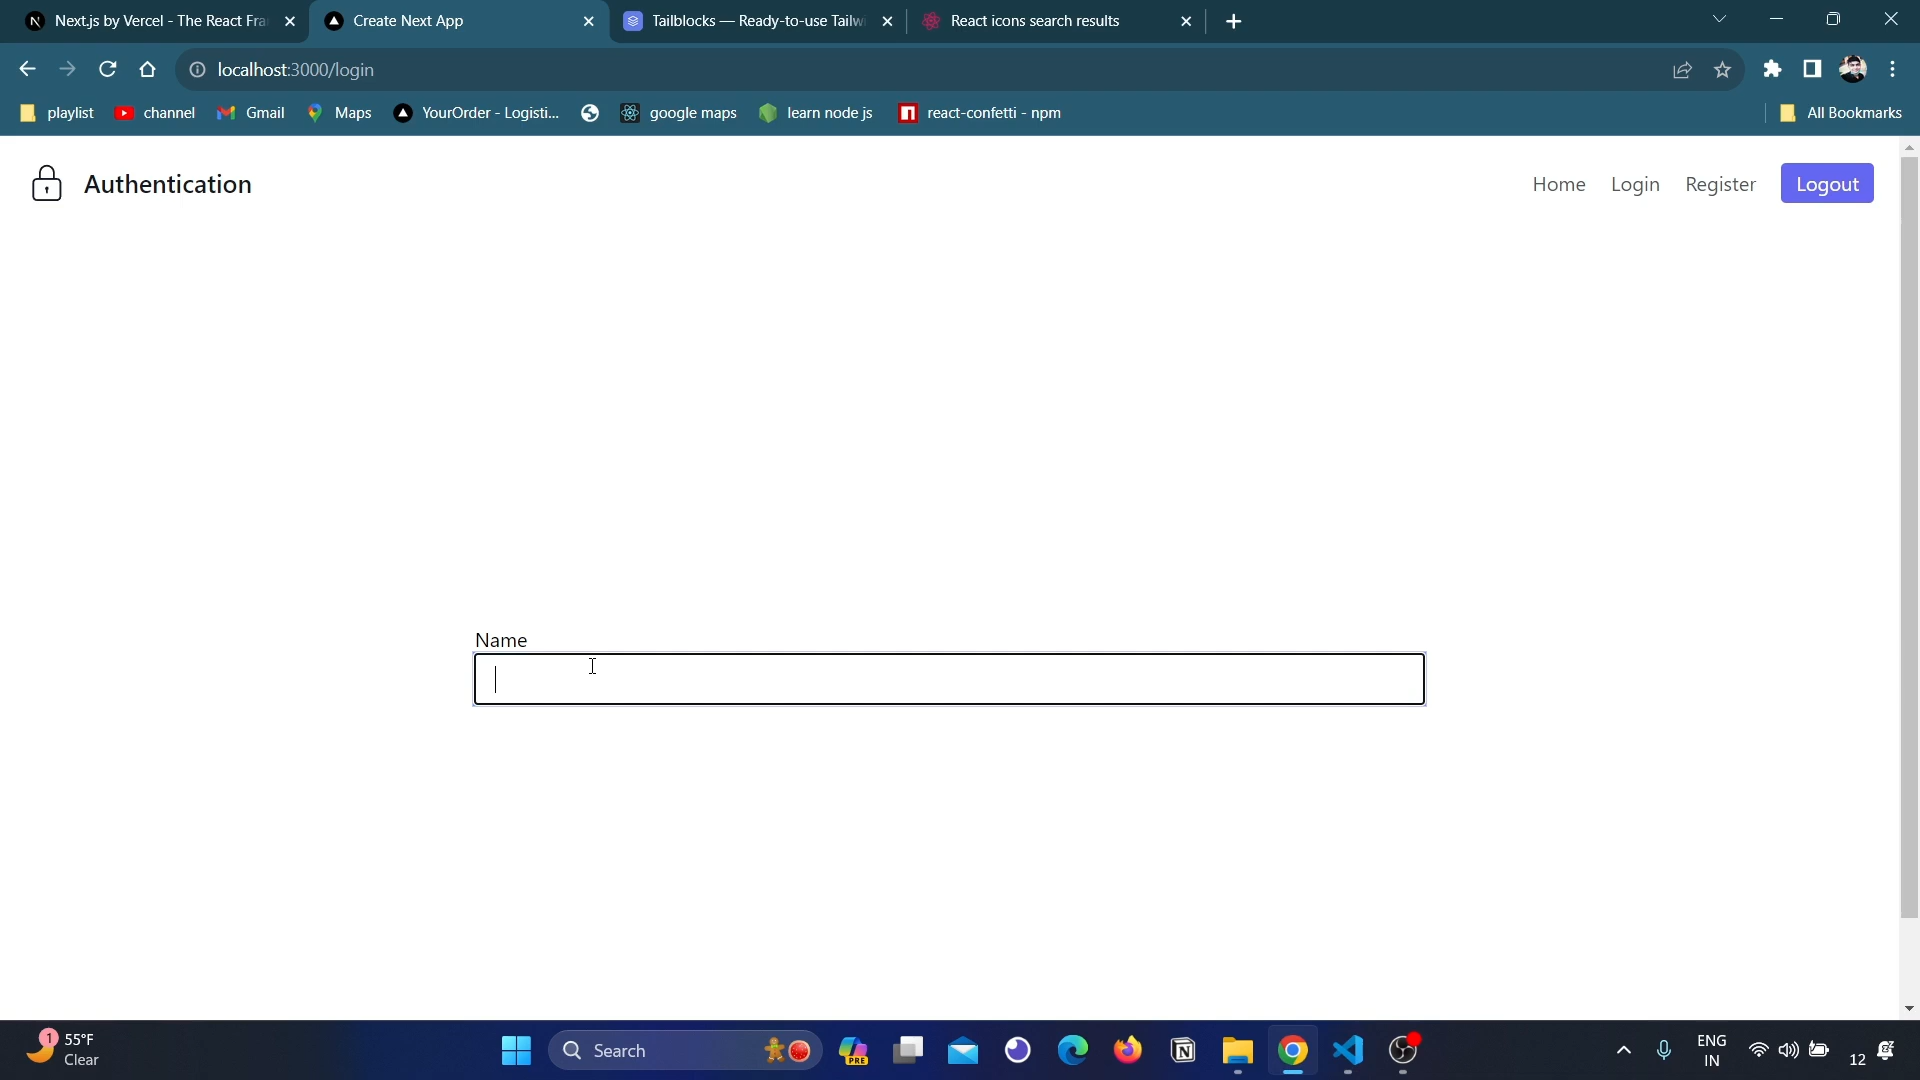 Next.js by Vercel - The React Fra
Create Next App
Tailblocks — Ready-to-use Tailw
React icons search results
localhost:3000/login
playlist
channel
Gmail
Maps
YourOrder - Logisti...
google maps
learn node js
react-confetti - npm
All Bookmarks
Authentication
Home
Login
Register
Logout
Name
1
55°F
Clear
Search
PRE
ENG
IN
12